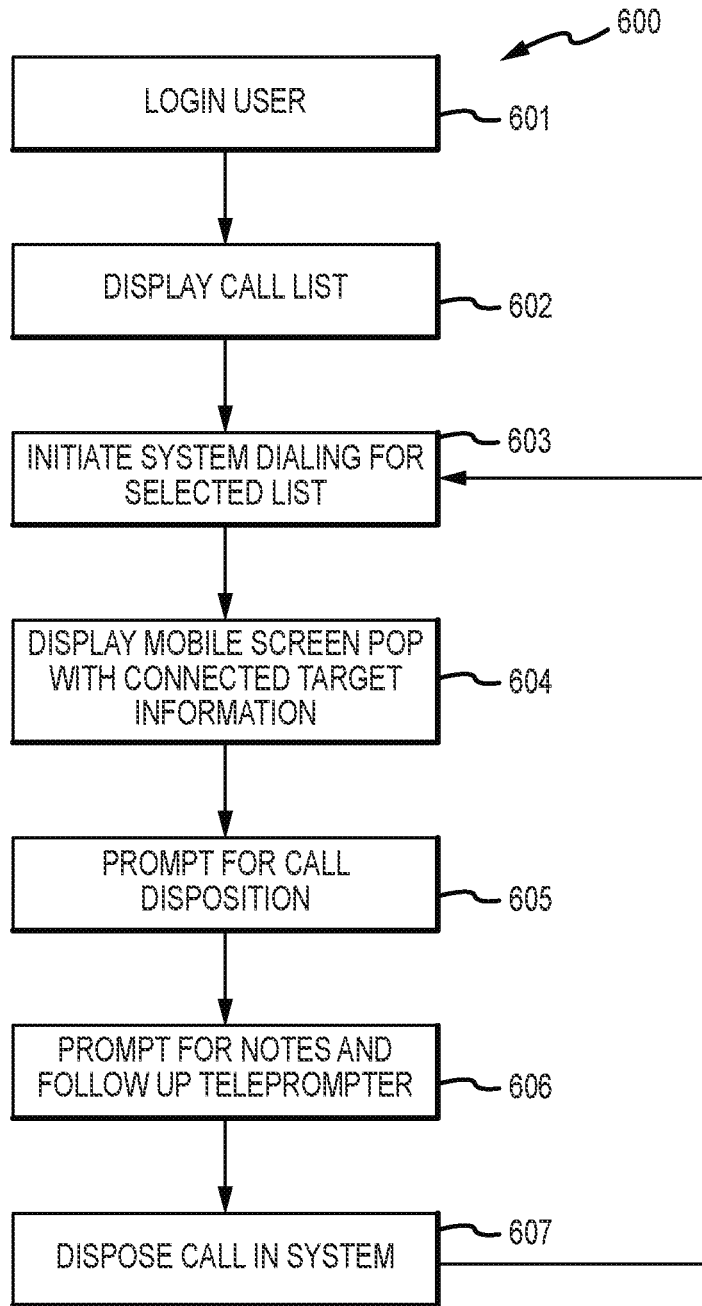 600
LOGIN USER
601
DISPLAY CALL LIST
602
603
INITIATE SYSTEM DIALING FOR
SELECTED LIST
DISPLAY MOBILE SCREEN POP
WITH CONNECTED TARGET
INFORMATION
604
PROMPT FOR CALL
DISPOSITION
605
PROMPT FOR NOTES AND
FOLLOW UP TELEPROMPTER
606
607
DISPOSE CALL IN SYSTEM